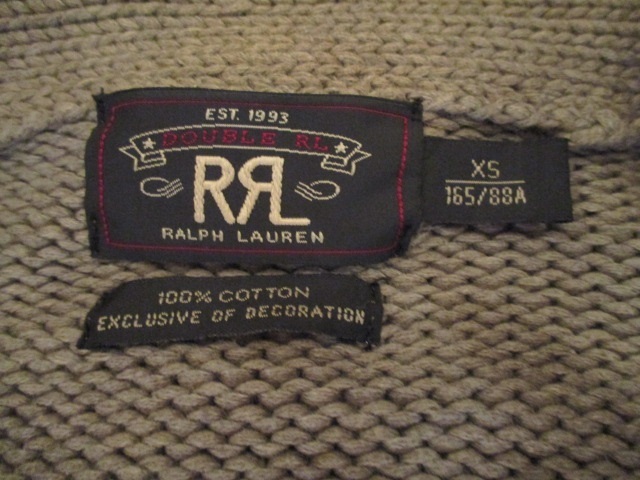 EST. 1993
DOUBLE RL
RRL
RALPH LAUREN
XS
165/88A
100% COTTON
EXCLUSIVE OF DECORATION